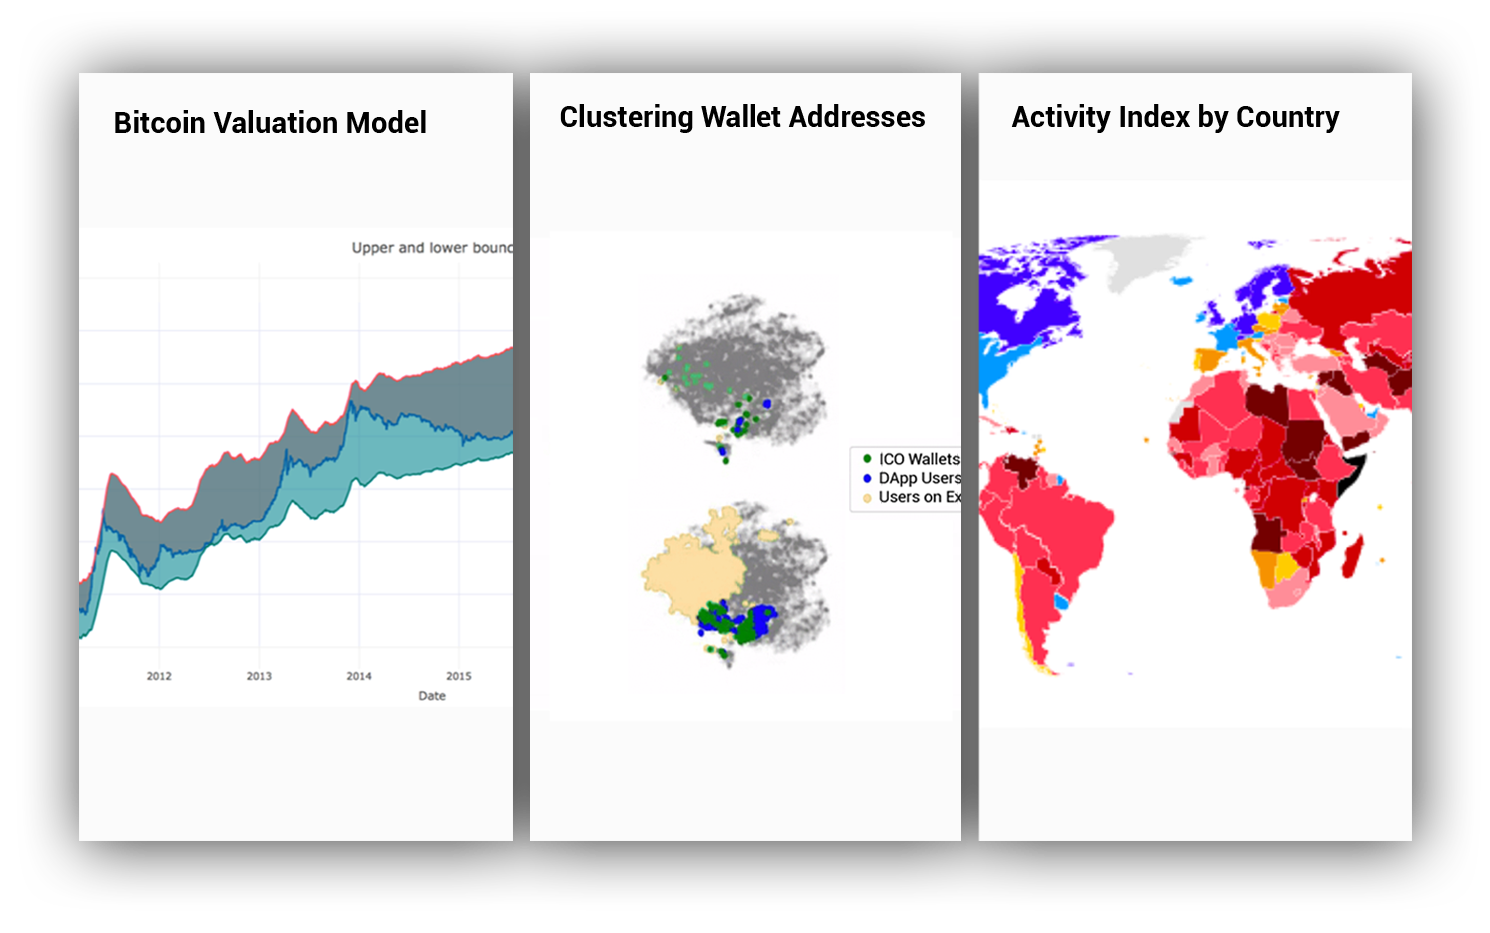 Bitcoin Valuation Model
Upper and lower bounc
2012 2013 2014 2015
Date
Clustering Wallet Addresses
ICO Wallets
DApp Users
Users on Ex
Activity Index by Country